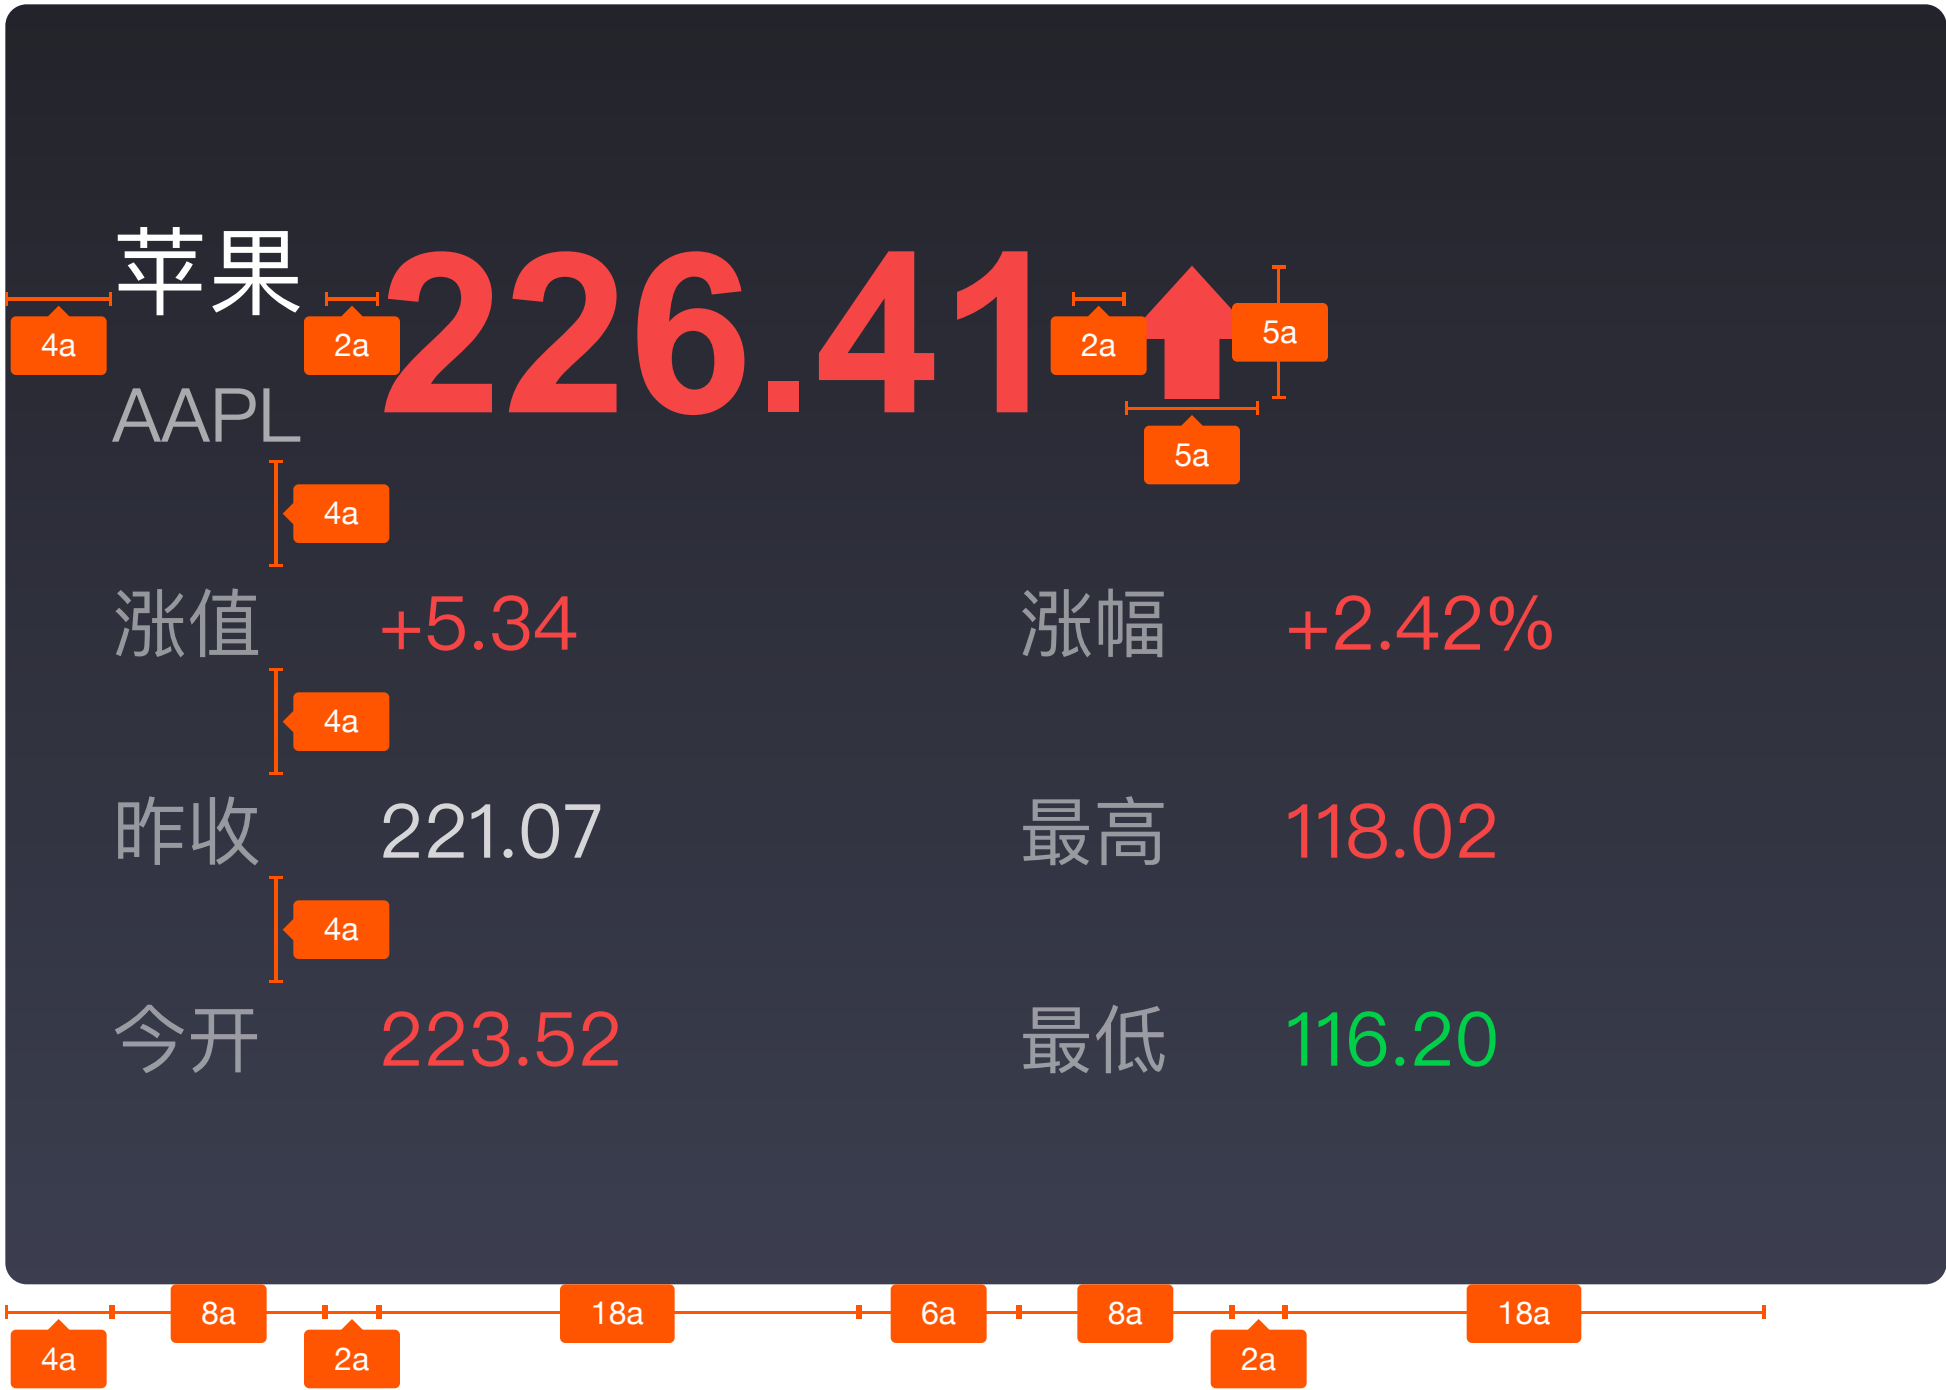 苹果 226.41
4a 2a 2a 5a
AAPL
5a
4a
涨值 +5.34 涨幅 +2.42%
4a
昨收 221.07 最高 118.02
4a
今开 223.52 最低 116.20
8a 18a 6a 8a 18a
4a 2a 2a